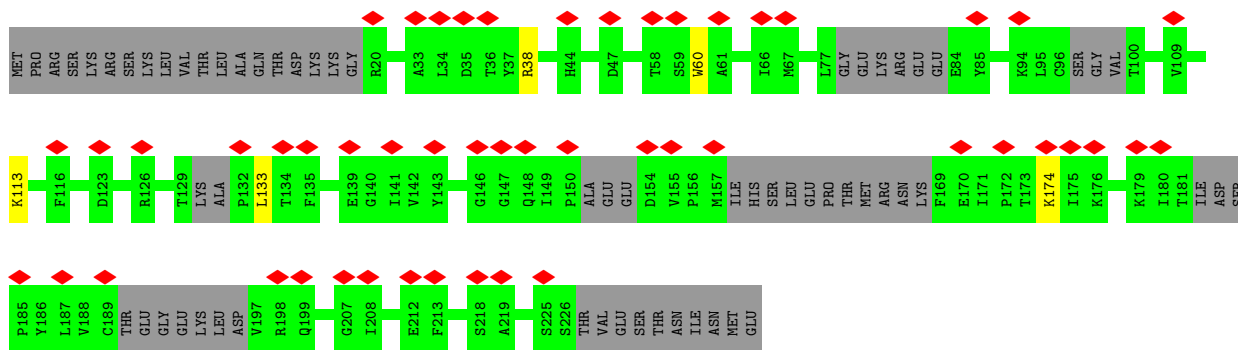 MET PRO ARG SER LYS ARG SER LYS LEU VAL THR LEU ALA GLN THR ASP LYS LYS GLY R20 A33 L34 D35 T36 Y37 R38 H44 D47 T58 S59 W60 A61 I66 M67 L77 GLY GLU LYS ARG GLU GLU E84 Y85 K94 L95 C96 SER GLY VAL T100 V109
K113 F116 D123 R126 T129 LYS ALA P132 L133 T134 F135 E139 G140 I141 V142 Y143 G146 G147 Q148 I149 P150 ALA GLU GLU D154 V155 P156 M157 ILE HIS SER LEU GLU PRO THR MET ARG ASN LYS F169 E170 I171 P172 T173 K174 I175 K176 K179 I180 T181 ILE ASP SER
P185 Y186 L187 V188 C189 THR GLU GLY GLU LYS LEU ASP V197 R198 Q199 G207 I208 E212 F213 S218 A219 S225 S226 THR VAL GLU SER THR ASN ILE ASN MET GLU